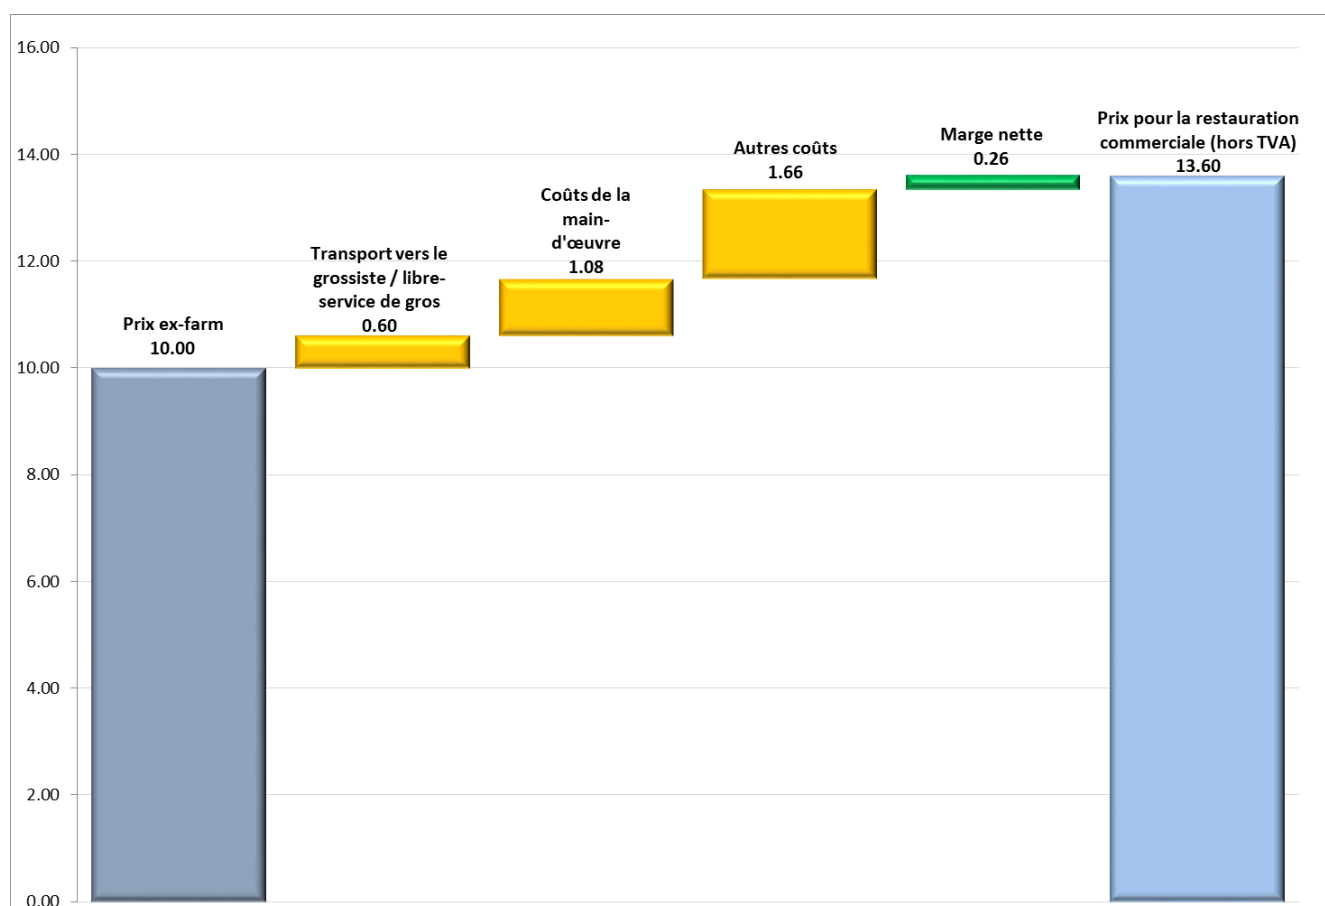 16.00
14.00
12.00
10.00
8.00
6.00
4.00
2.00
0.00
Prix ex-farm
10.00
Transport vers le
grossiste / libre-
service de gros
0.60
Coûts de la
main-
d'œuvre
1.08
Autres coûts
1.66
Marge nette
0.26
Prix pour la restauration
commerciale (hors TVA)
13.60